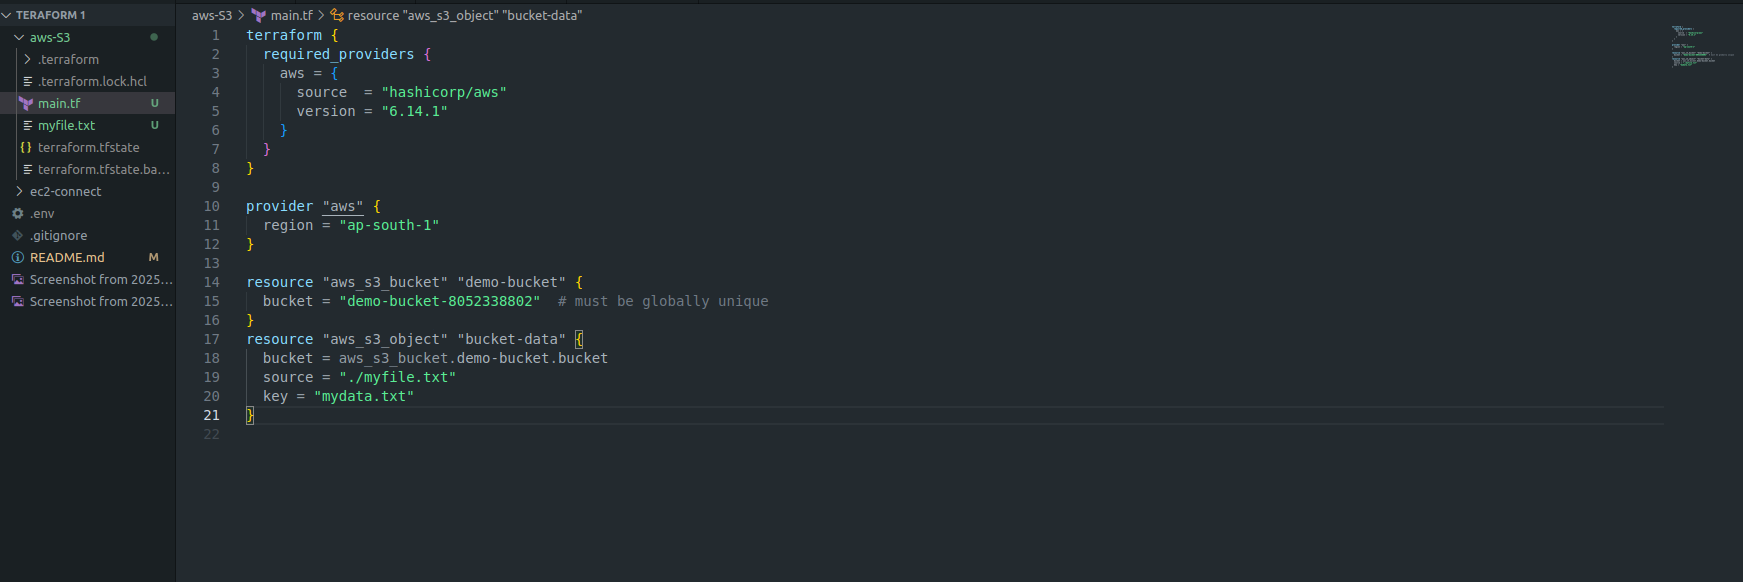 TERAFORM 1
aws-S3
.terraform
.terraform.lock.hcl
main.tf U
myfile.txt U
terraform.tfstate
terraform.tfstate.ba...
ec2-connect
.env
.gitignore
README.md M
Screenshot from 2025...
Screenshot from 2025...
aws-S3 > main.tf > resource "aws_s3_object" "bucket-data"
1 terraform {
2   required_providers {
3     aws = {
4       source  = "hashicorp/aws"
5       version = "6.14.1"
6     }
7   }
8 }
9
10 provider "aws" {
11   region = "ap-south-1"
12 }
13
14 resource "aws_s3_bucket" "demo-bucket" {
15   bucket = "demo-bucket-8052338802"  # must be globally unique
16 }
17 resource "aws_s3_object" "bucket-data" {
18   bucket = aws_s3_bucket.demo-bucket.bucket
19   source = "./myfile.txt"
20   key = "mydata.txt"
21 }
22